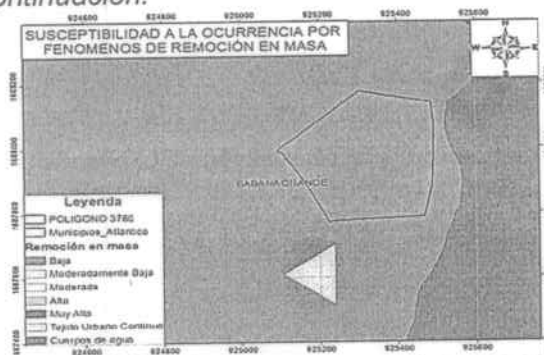 continuación.
924600 924800 925000 925200 925400 925600
SUSCEPTIBILIDAD A LA OCURRENCIA POR
FENOMENOS DE REMOCIÓN EN MASA
N
W E
S
SABANAGRANDE
Leyenda
POLIGONO 3760
Municipios_Atlantico
Remoción en masa
Baja
Moderadamente Baja
Moderada
Alta
Muy Alta
Tejido Urbano Continuo
Cuerpos de agua
924600 924800 925000 925200 925400 925600